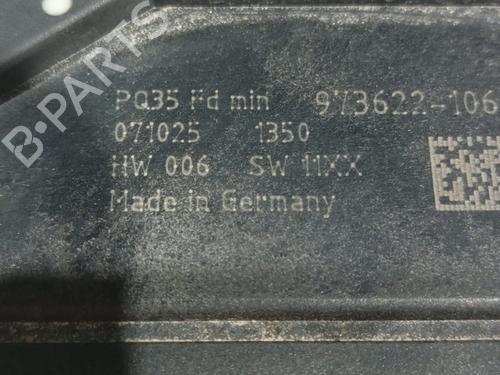 B-PARTS
PQ35 Fd min 973622-106
071025 1350
HW 006 SW 11XX
Made in Germany